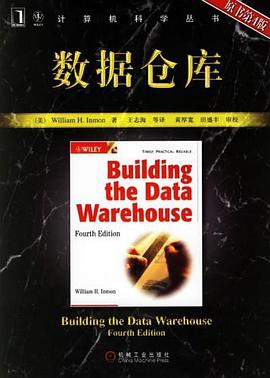 计算机科学丛书
原书第4版
数据仓库
(美) William H. Inmon 著 王志海 等译 黄厚宽 田盛丰 审校
WILEY
TIMELY. PRACTICAL. RELIABLE.
Building
the Data
Warehouse
Fourth Edition
William H. Inmon
Building the Data Warehouse
Fourth Edition
机械工业出版社
China Machine Press